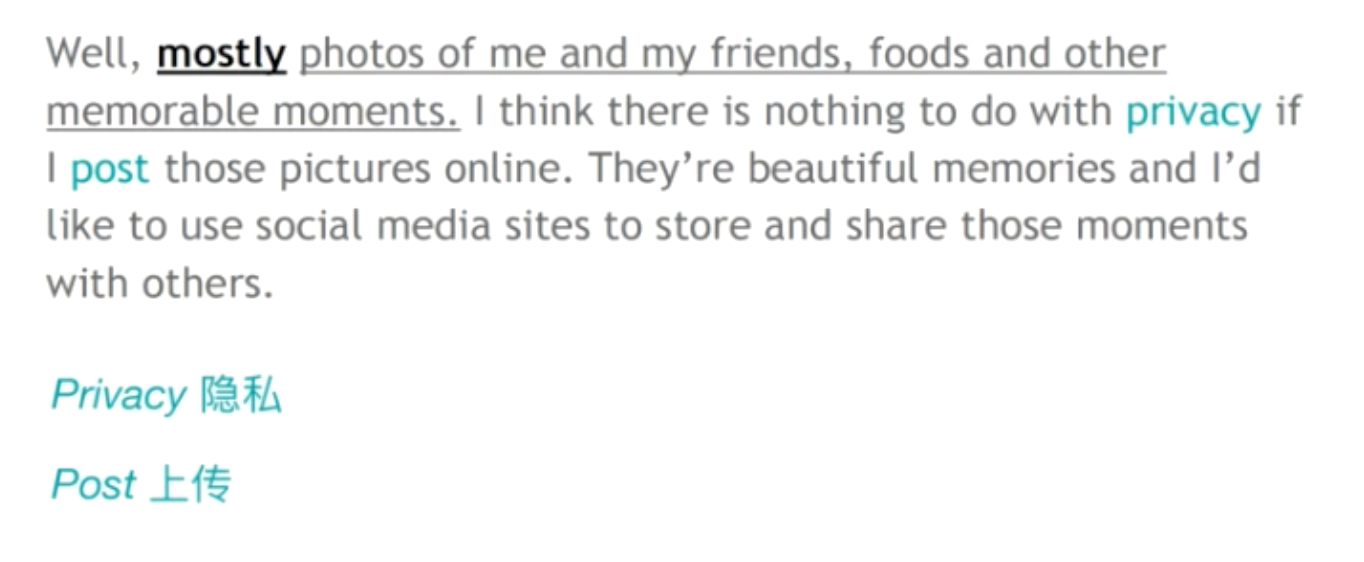 Well, mostly photos of me and my friends, foods and other
memorable moments. I think there is nothing to do with privacy if
I post those pictures online. They’re beautiful memories and I’d
like to use social media sites to store and share those moments
with others.
Privacy 隐私
Post 上传